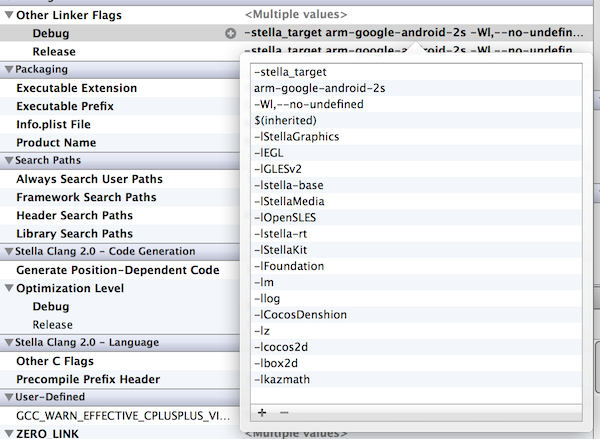 Other Linker Flags <Multiple values>
Debug -stella_target arm-google-android-2s -Wl,--no-undefin...
Release -stella_target arm-google-android-2s -Wl,--no-undefin...
Packaging
Executable Extension
Executable Prefix
Info.plist File
Product Name
Search Paths
Always Search User Paths
Framework Search Paths
Header Search Paths
Library Search Paths
Stella Clang 2.0 - Code Generation
Generate Position-Dependent Code
Optimization Level
Debug
Release
Stella Clang 2.0 - Language
Other C Flags
Precompile Prefix Header
User-Defined
GCC_WARN_EFFECTIVE_CPLUSPLUS_VI...
ZERO_LINK <Multiple values>
-stella_target
arm-google-android-2s
-Wl,--no-undefined
$(inherited)
-lStellaGraphics
-lEGL
-lGLESv2
-lstella-base
-lStellaMedia
-lOpenSLES
-lstella-rt
-lStellaKit
-lFoundation
-lm
-llog
-lCocosDenshion
-lz
-lcocos2d
-lbox2d
-lkazmath